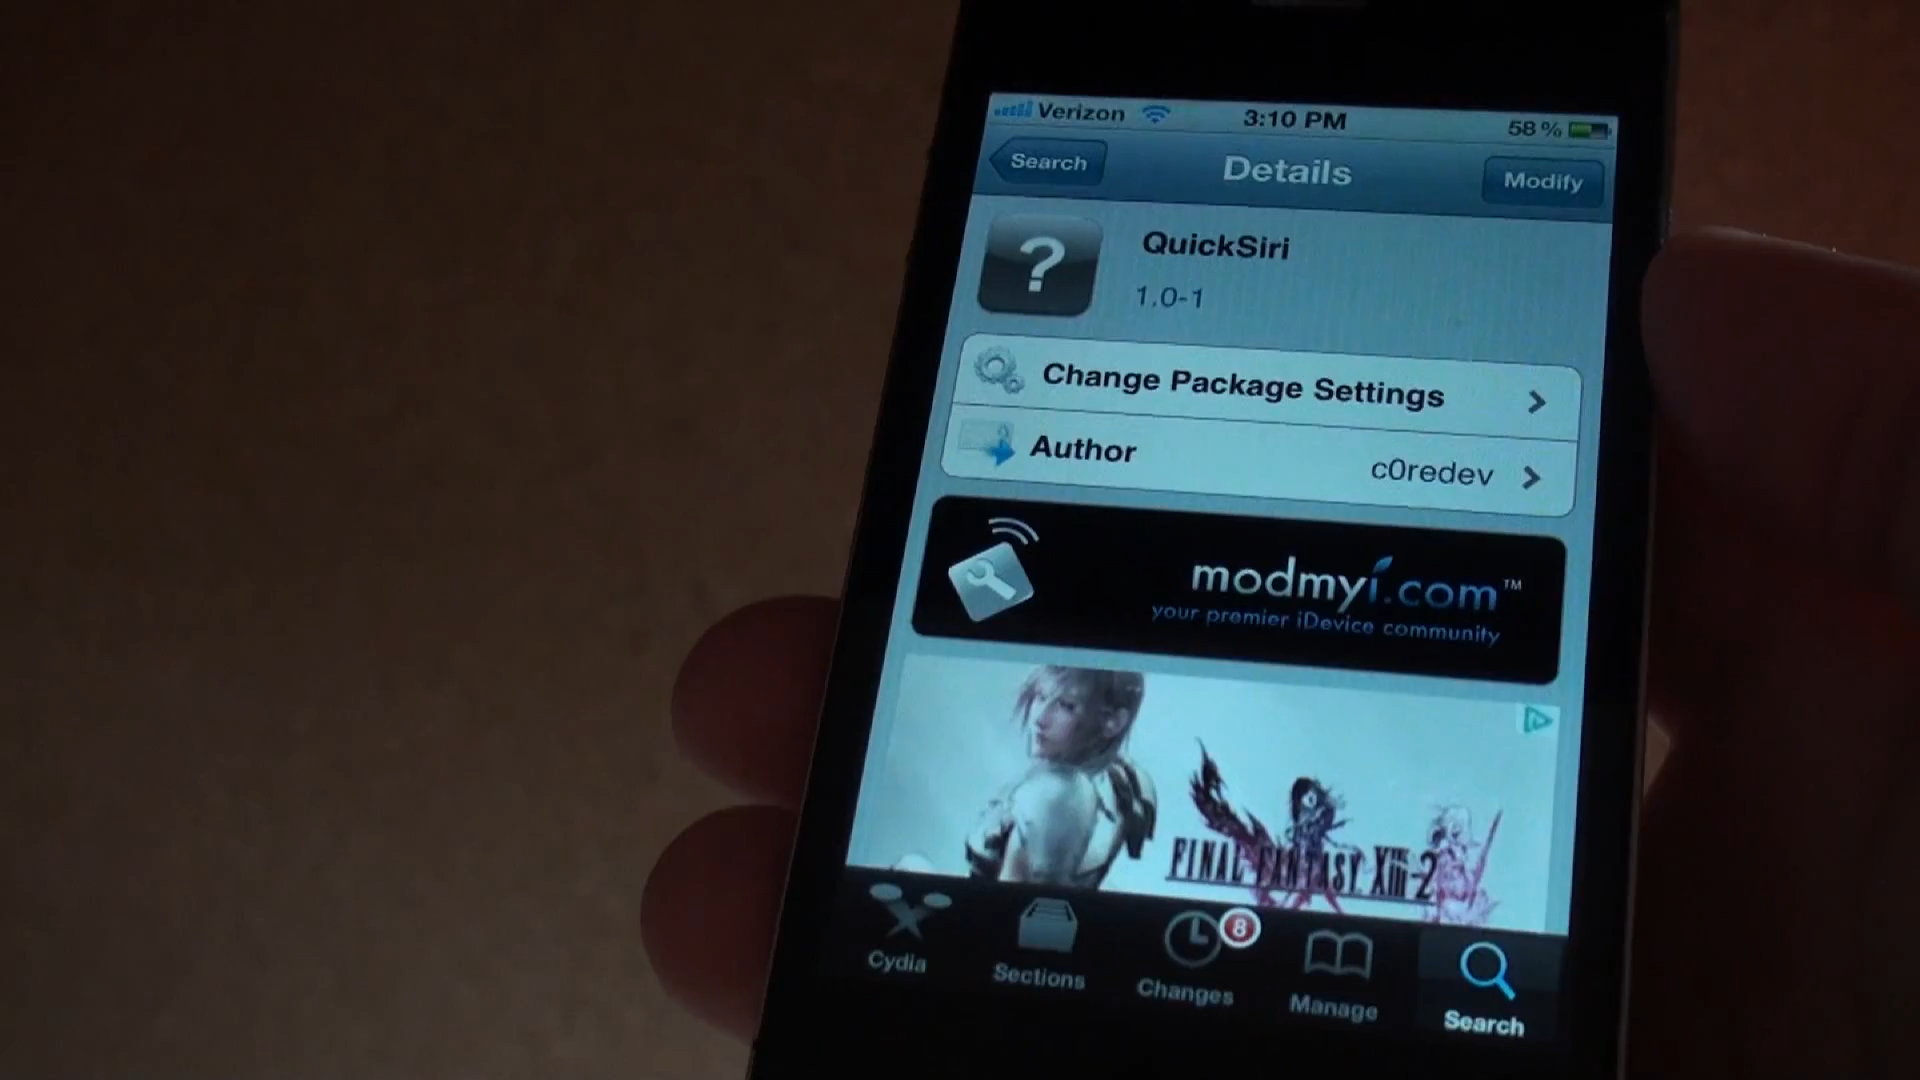 Verizon 3:10 PM 58%
Search Details Modify
?
QuickSiri
1.0-1
Change Package Settings
Author c0redev
modmyi.com™
your premier iDevice community
FINAL FANTASY XIII-2
8
Cydia Sections Changes Manage Search